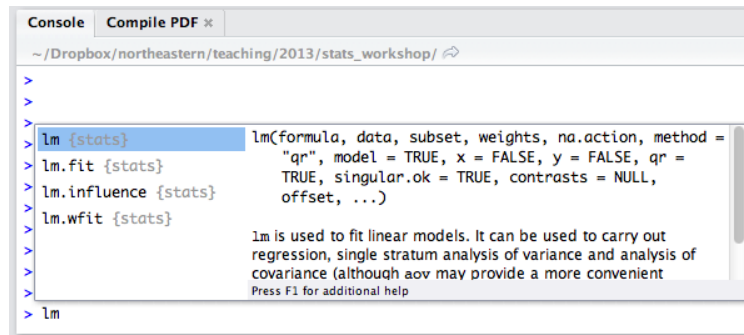 Console Compile PDF ×
~/Dropbox/northeastern/teaching/2013/stats_workshop/
>
>
>
>
>
>
>
>
>
>
lm {stats}
lm.fit {stats}
lm.influence {stats}
lm.wfit {stats}
lm(formula, data, subset, weights, na.action, method =
"qr", model = TRUE, x = FALSE, y = FALSE, qr =
TRUE, singular.ok = TRUE, contrasts = NULL,
offset, ...)
lm is used to fit linear models. It can be used to carry out
regression, single stratum analysis of variance and analysis of
covariance (although aov may provide a more convenient
Press F1 for additional help
> lm